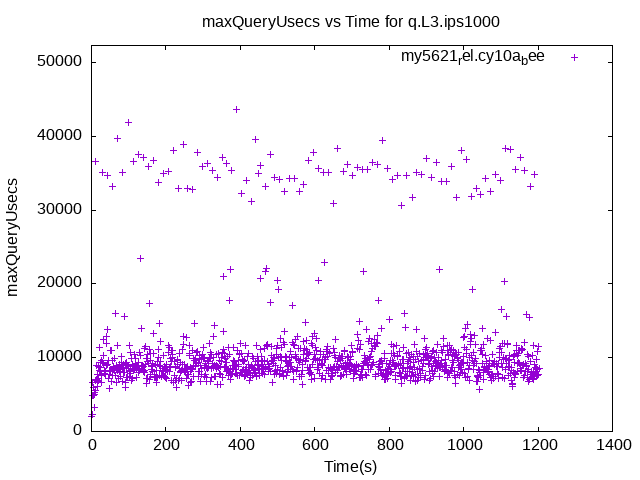 maxQueryUsecs vs Time for q.L3.ips1000
my5621rel.cy10abee
50000
40000
30000
20000
10000
0
maxQueryUsecs
0 200 400 600 800 1000 1200 1400
Time(s)